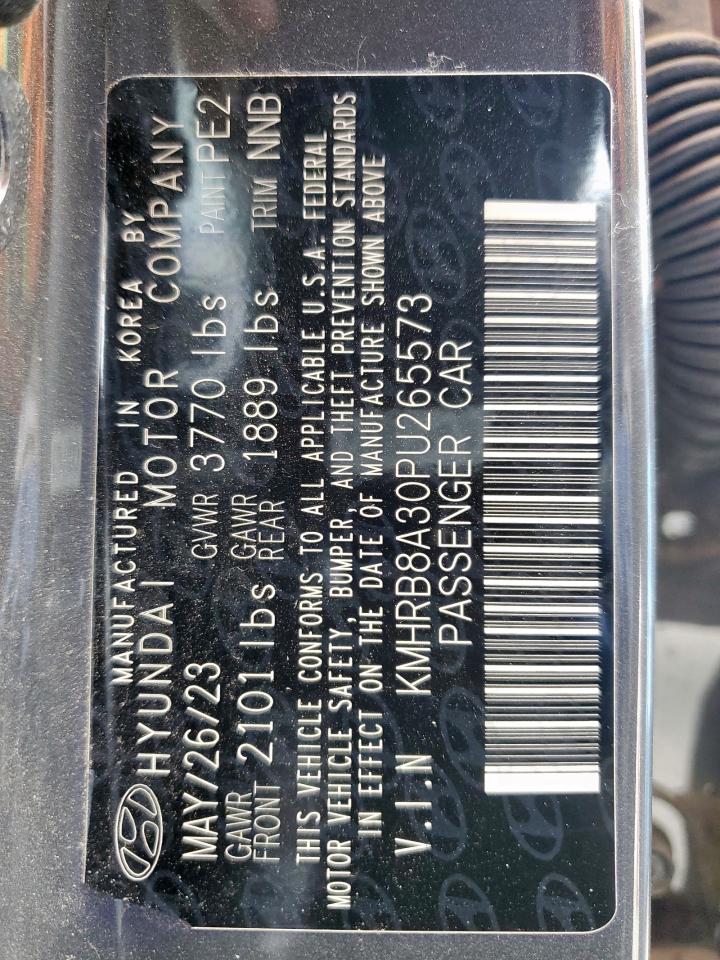 MANUFACTURED IN KOREA BY
HYUNDAI MOTOR COMPANY
MAY/26/23 GVWR 3770 lbs PAINT PE2
GAWR FRONT 2101 lbs GAWR REAR 1889 lbs TRIM NNB
THIS VEHICLE CONFORMS TO ALL APPLICABLE U.S.A. FEDERAL
MOTOR VEHICLE SAFETY, BUMPER, AND THEFT PREVENTION STANDARDS
IN EFFECT ON THE DATE OF MANUFACTURE SHOWN ABOVE
V.I.N KMHRB8A30PU265573
PASSENGER CAR